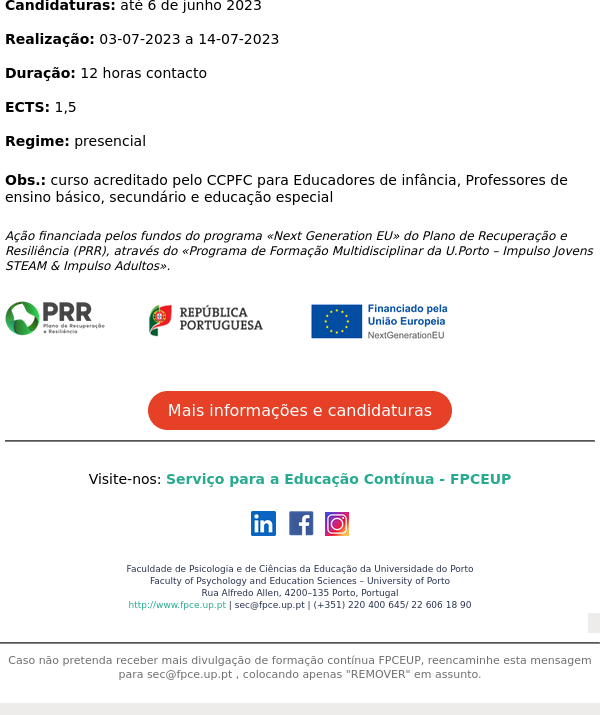 Candidaturas: até 6 de junho 2023
Realização: 03-07-2023 a 14-07-2023
Duração: 12 horas contacto
ECTS: 1,5
Regime: presencial
Obs.: curso acreditado pelo CCPFC para Educadores de infância, Professores de
ensino básico, secundário e educação especial
Ação financiada pelos fundos do programa «Next Generation EU» do Plano de Recuperação e
Resiliência (PRR), através do «Programa de Formação Multidisciplinar da U.Porto – Impulso Jovens
STEAM & Impulso Adultos».
PRR
Plano de Recuperação
e Resiliência
REPÚBLICA
PORTUGUESA
Financiado pela
União Europeia
NextGenerationEU
Mais informações e candidaturas
Visite-nos: Serviço para a Educação Contínua - FPCEUP
in
f
Faculdade de Psicologia e de Ciências da Educação da Universidade do Porto
Faculty of Psychology and Education Sciences – University of Porto
Rua Alfredo Allen, 4200–135 Porto, Portugal
http://www.fpce.up.pt | sec@fpce.up.pt | (+351) 220 400 645/ 22 606 18 90
Caso não pretenda receber mais divulgação de formação contínua FPCEUP, reencaminhe esta mensagem
para sec@fpce.up.pt , colocando apenas "REMOVER" em assunto.